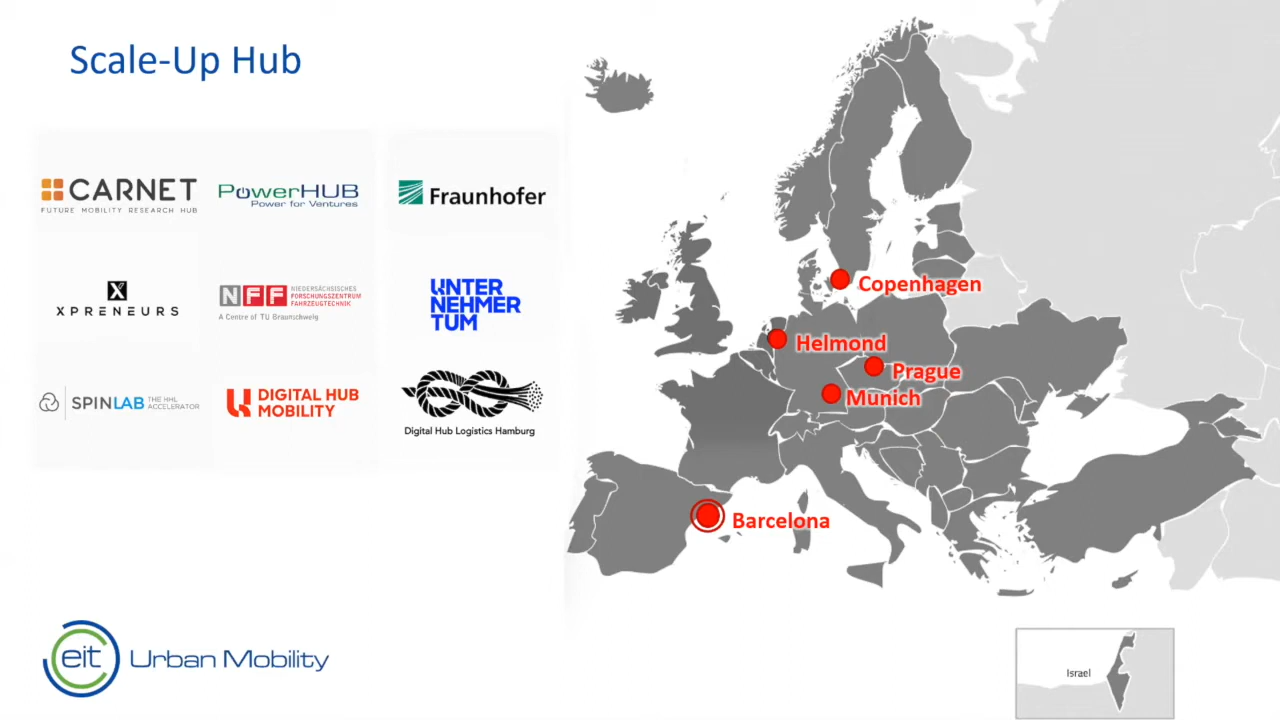 Scale-Up Hub
CARNET
FUTURE MOBILITY RESEARCH HUB
PowerHUB
Power for Ventures
Fraunhofer
X
XPRENEURS
NFF
NIEDERSÄCHSISCHES
FORSCHUNGSZENTRUM
FAHRZEUGTECHNIK
A Centre of TU Braunschweig
UNTER
NEHMER
TUM
SPINLAB
THE HHL
ACCELERATOR
DIGITAL HUB
MOBILITY
Digital Hub Logistics Hamburg
Copenhagen
Helmond
Prague
Munich
Barcelona
eit Urban Mobility
Israel